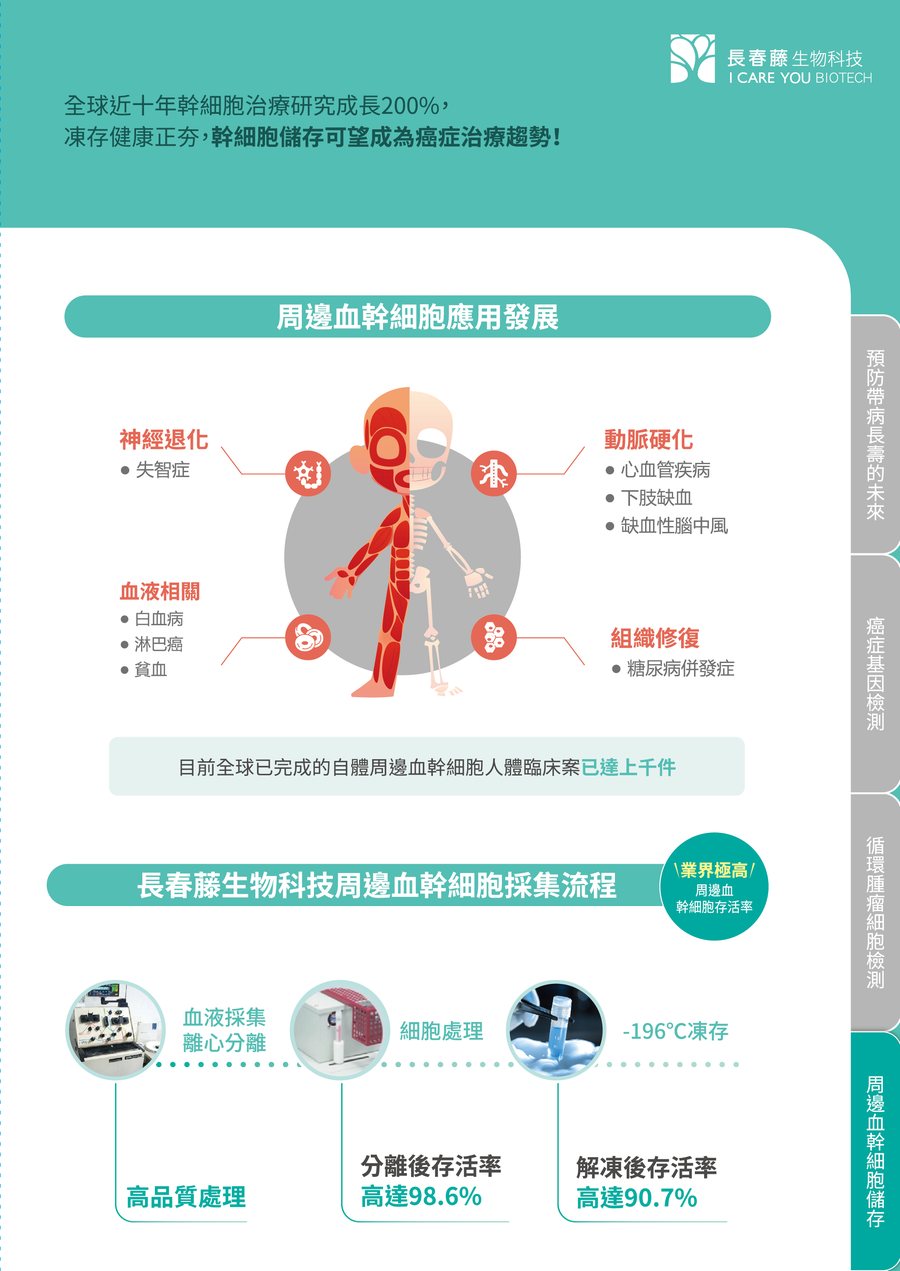 長春藤生物科技
I CARE YOU BIOTECH
全球近十年幹細胞治療研究成長200%，
凍存健康正夯，幹細胞儲存可望成為癌症治療趨勢！
周邊血幹細胞應用發展
神經退化
● 失智症
動脈硬化
● 心血管疾病
● 下肢缺血
● 缺血性腦中風
血液相關
● 白血病
● 淋巴癌
● 貧血
組織修復
● 糖尿病併發症
目前全球已完成的自體周邊血幹細胞人體臨床案已達上千件
長春藤生物科技周邊血幹細胞採集流程
\業界極高/
周邊血
幹細胞存活率
血液採集
離心分離
細胞處理
-196℃凍存
高品質處理
分離後存活率
高達98.6%
解凍後存活率
高達90.7%
預防帶病長壽的未來
癌症基因檢測
循環腫瘤細胞檢測
周邊血幹細胞儲存